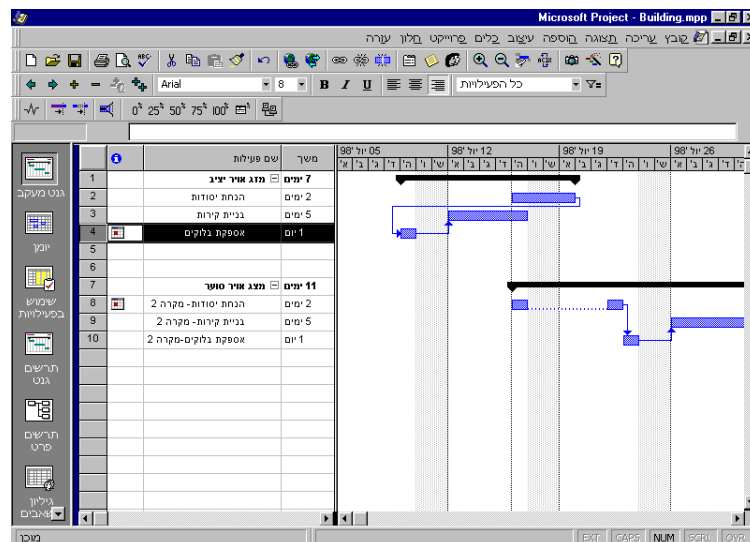 Microsoft Project - Building.mpp
קובץ עריכה תצוגה הוספה עיצוב כלים פרוייקט חלון עזרה
Arial 8 B I U כל הפעילויות
0% 25% 50% 75% 100%
שם פעילות משך
05 יול '98 12 יול '98 19 יול '98 26 יול '98
א' ב' ג' ד' ה' ו' ש' א' ב' ג' ד' ה' ו' ש' א' ב' ג' ד' ה' ו' ש' א' ב' ג' ד' ה'
1 מזג אויר יציב 7 ימים
2 הנחת יסודות 2 ימים
3 בניית קירות 5 ימים
4 אספקת בלוקים 1 יום
5
6
7 מצג אויר סוער 11 ימים
8 הנחת יסודות- מקרה 2 2 ימים
9 בניית קירות- מקרה 2 5 ימים
10 אספקת בלוקים-מקרה 2 1 יום
גנט מעקב
יומן
שימוש
בפעילויות
תרשים
גנט
תרשים
פרט
גיליון
משאבים
מוכן
EXT CAPS NUM SCRL OVR